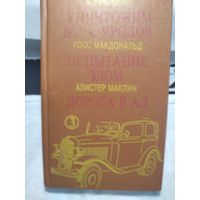 УНИЧТОЖИМ
ВСЕХ УРОДОВ
РОСС МАКДОНАЛЬД
ИСПЫТАНИЕ
ЗЛОМ
АЛИСТЕР МАКЛИН
ДОРОГА В АД
3